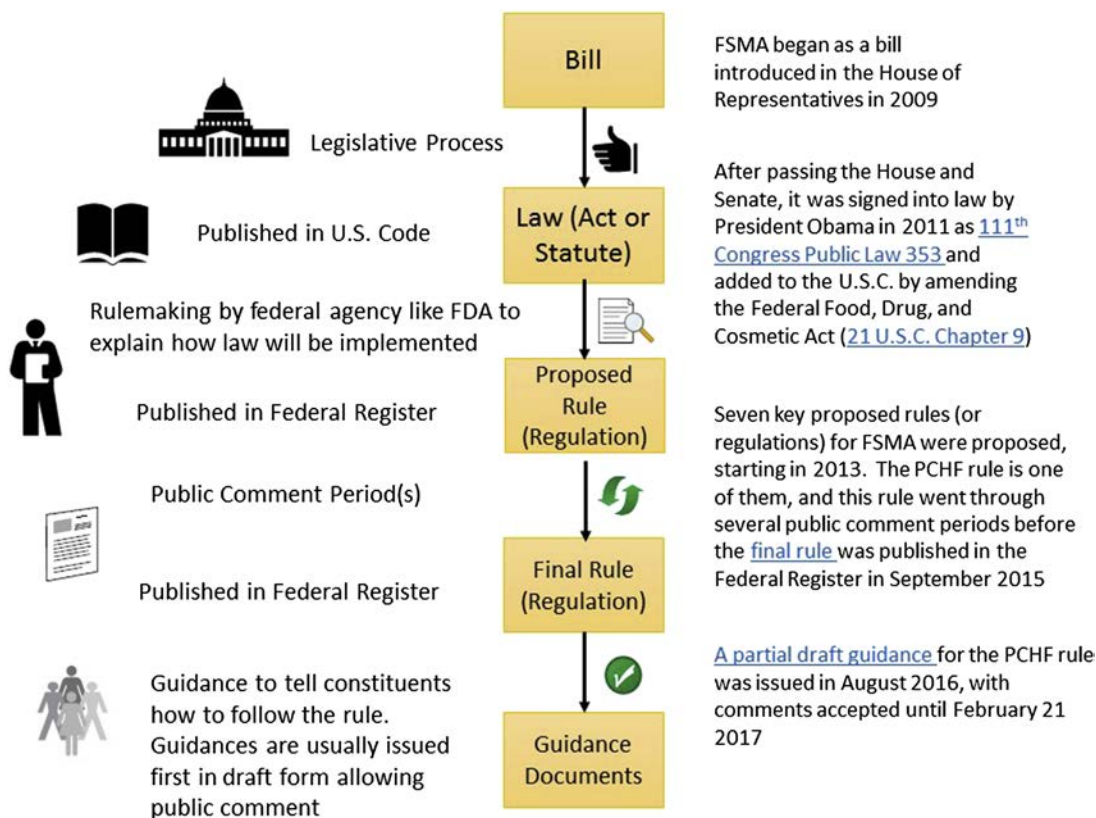 Bill
FSMA began as a bill
introduced in the House of
Representatives in 2009
Legislative Process
Law (Act or
Statute)
Published in U.S. Code
After passing the House and
Senate, it was signed into law by
President Obama in 2011 as 111th
Congress Public Law 353 and
added to the U.S.C. by amending
the Federal Food, Drug, and
Cosmetic Act (21 U.S.C. Chapter 9)
Rulemaking by federal agency like FDA to
explain how law will be implemented
Proposed
Rule
(Regulation)
Published in Federal Register
Seven key proposed rules (or
regulations) for FSMA were proposed,
starting in 2013. The PCHF rule is one
of them, and this rule went through
several public comment periods before
the final rule was published in the
Federal Register in September 2015
Public Comment Period(s)
Final Rule
(Regulation)
Published in Federal Register
A partial draft guidance for the PCHF rule
was issued in August 2016, with
comments accepted until February 21
2017
Guidance to tell constituents
how to follow the rule.
Guidances are usually issued
first in draft form allowing
public comment
Guidance
Documents